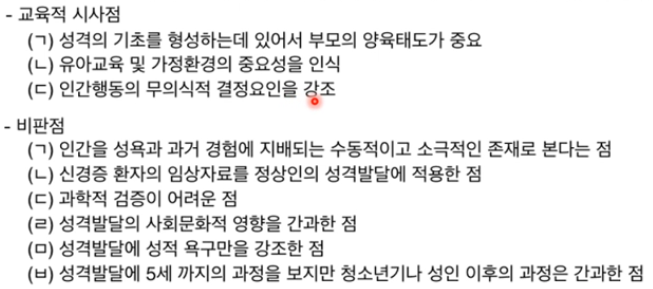 - 교육적 시사점
(ㄱ) 성격의 기초를 형성하는데 있어서 부모의 양육태도가 중요
(ㄴ) 유아교육 및 가정환경의 중요성을 인식
(ㄷ) 인간행동의 무의식적 결정요인을 강조
- 비판점
(ㄱ) 인간을 성욕과 과거 경험에 지배되는 수동적이고 소극적인 존재로 본다는 점
(ㄴ) 신경증 환자의 임상자료를 정상인의 성격발달에 적용한 점
(ㄷ) 과학적 검증이 어려운 점
(ㄹ) 성격발달의 사회문화적 영향을 간과한 점
(ㅁ) 성격발달에 성적 욕구만을 강조한 점
(ㅂ) 성격발달에 5세 까지의 과정을 보지만 청소년기나 성인 이후의 과정은 간과한 점